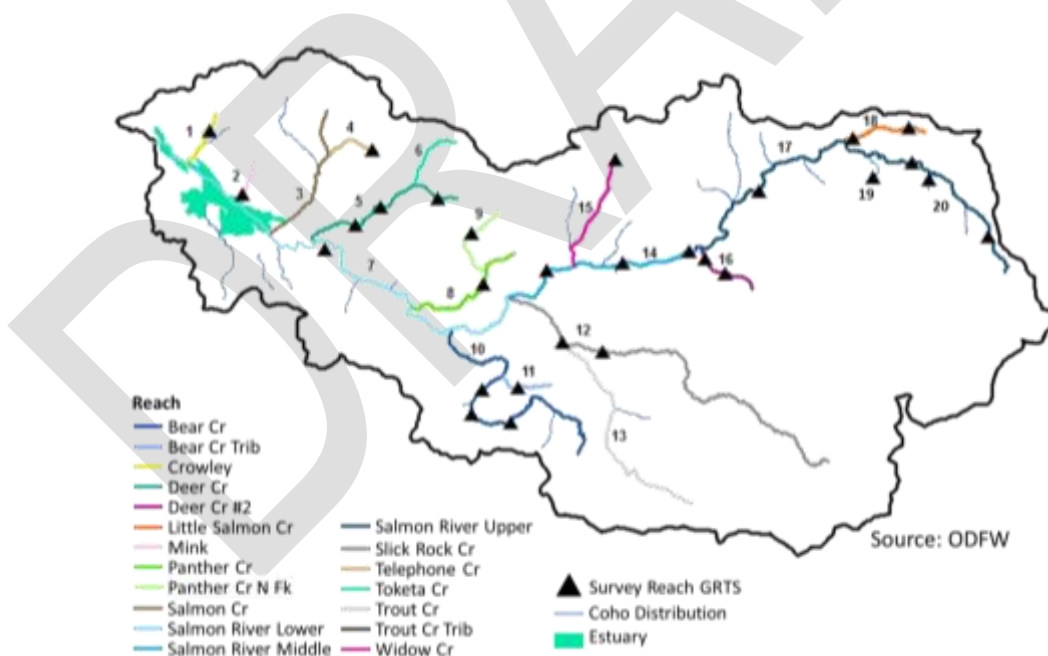 DRAF
1
2
3
4
5
6
7
8
9
10
11
12
13
14
15
16
17
18
19
20
Reach
Bear Cr
Bear Cr Trib
Crowley
Deer Cr
Deer Cr #2
Little Salmon Cr
Mink
Panther Cr
Panther Cr N Fk
Salmon Cr
Salmon River Lower
Salmon River Middle
Salmon River Upper
Slick Rock Cr
Telephone Cr
Toketa Cr
Trout Cr
Trout Cr Trib
Widow Cr
Survey Reach GRTS
Coho Distribution
Estuary
Source: ODFW